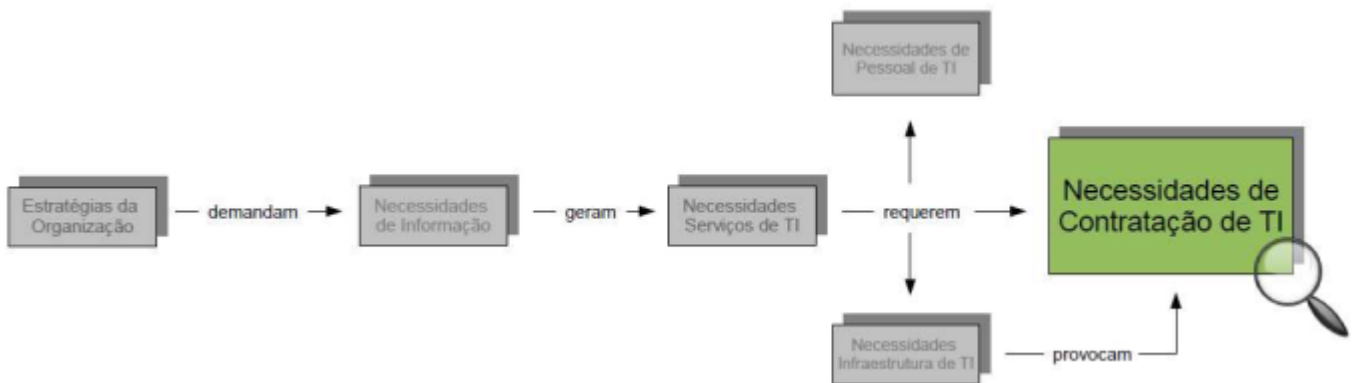 Necessidades de
Pessoal de TI
Estratégias da
Organização
demandam
Necessidades
de Informação
geram
Necessidades
Serviços de TI
requerem
Necessidades de
Contratação de TI
Necessidades
Infraestrutura de TI
provocam